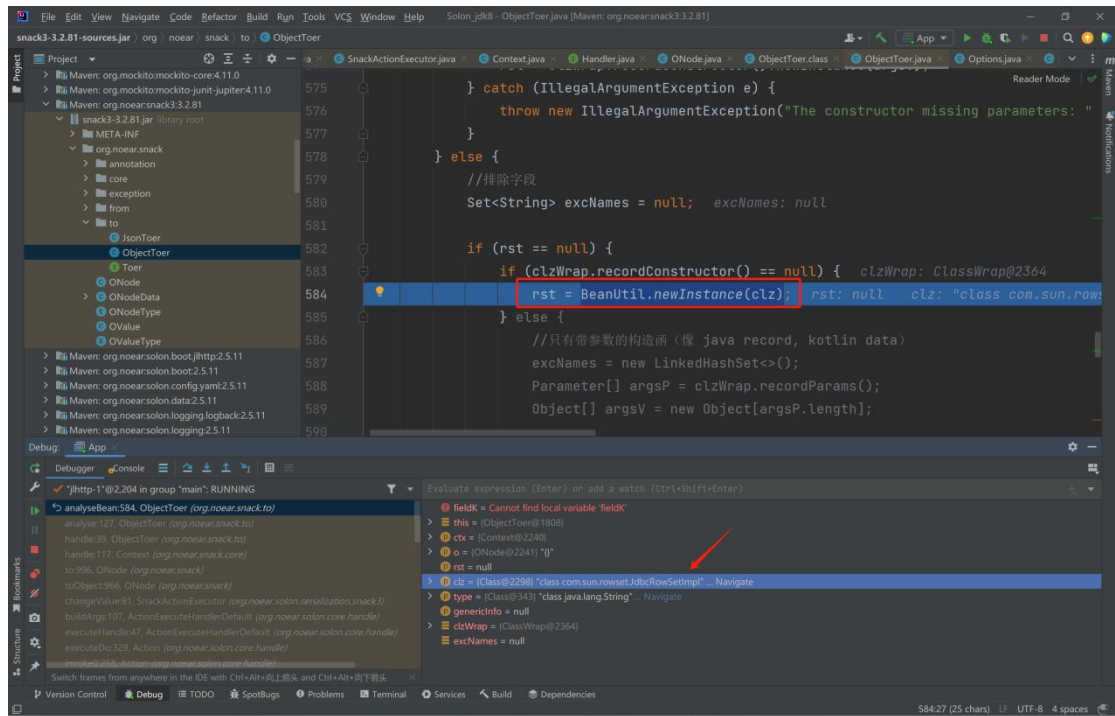 File Edit View Navigate Code Refactor Build Run Tools VCS Window Help Solon_jdk8 - ObjectToer.java [Maven: org.noear:snack3:3.2.81]
snack3-3.2.81-sources.jar › org › noear › snack › to › ObjectToer App
Project
SnackActionExecutor.java Context.java Handler.java ONode.java ObjectToer.class ObjectToer.java Options.java
Maven: org.mockito:mockito-core:4.11.0
Maven: org.mockito:mockito-junit-jupiter:4.11.0
Maven: org.noear:snack3:3.2.81
snack3-3.2.81.jar library root
META-INF
org.noear.snack
annotation
core
exception
from
to
JsonToer
ObjectToer
Toer
ONode
ONodeData
ONodeType
OValue
OValueType
Maven: org.noear:solon.boot.jlhttp:2.5.11
Maven: org.noear:solon.boot:2.5.11
Maven: org.noear:solon.config.yaml:2.5.11
Maven: org.noear:solon.data:2.5.11
Maven: org.noear:solon.logging.logback:2.5.11
Maven: org.noear:solon.logging:2.5.11
Reader Mode
575 } catch (IllegalArgumentException e) {
576 throw new IllegalArgumentException("The constructor missing parameters: "
577 }
578 } else {
579 //排除字段
580 Set<String> excNames = null; excNames: null
581
582 if (rst == null) {
583 if (clzWrap.recordConstructor() == null) { clzWrap: ClassWrap@2364
584 rst = BeanUtil.newInstance(clz); rst: null clz: "class com.sun.rows
585 } else {
586 //只有带参数的构造函（像 java record, kotlin data）
587 excNames = new LinkedHashSet<>();
588 Parameter[] argsP = clzWrap.recordParams();
589 Object[] argsV = new Object[argsP.length];
590
Project
Bookmarks
Structure
Maven
Notifications
Debug: App
Debugger Console
"jlhttp-1"@2,204 in group "main": RUNNING
analyseBean:584, ObjectToer (org.noear.snack.to)
analyse:127, ObjectToer (org.noear.snack.to)
handle:39, ObjectToer (org.noear.snack.to)
handle:117, Context (org.noear.snack.core)
to:996, ONode (org.noear.snack)
toObject:966, ONode (org.noear.snack)
changeValue:81, SnackActionExecutor (org.noear.solon.serialization.snack3)
buildArgs:107, ActionExecuteHandlerDefault (org.noear.solon.core.handle)
executeHandle:47, ActionExecuteHandlerDefault (org.noear.solon.core.handle)
executeDo:329, Action (org.noear.solon.core.handle)
invoke0:268, Action (org.noear.solon.core.handle)
Switch frames from anywhere in the IDE with Ctrl+Alt+向上箭头 and Ctrl+Alt+向下箭头
Evaluate expression (Enter) or add a watch (Ctrl+Shift+Enter)
fieldK = Cannot find local variable 'fieldK'
this = {ObjectToer@1808}
ctx = {Context@2240}
o = {ONode@2241} "{}"
rst = null
clz = {Class@2298} "class com.sun.rowset.JdbcRowSetImpl" ... Navigate
type = {Class@343} "class java.lang.String" ... Navigate
genericInfo = null
clzWrap = {ClassWrap@2364}
excNames = null
Version Control Debug TODO SpotBugs Problems Terminal Services Build Dependencies
584:27 (25 chars) LF UTF-8 4 spaces